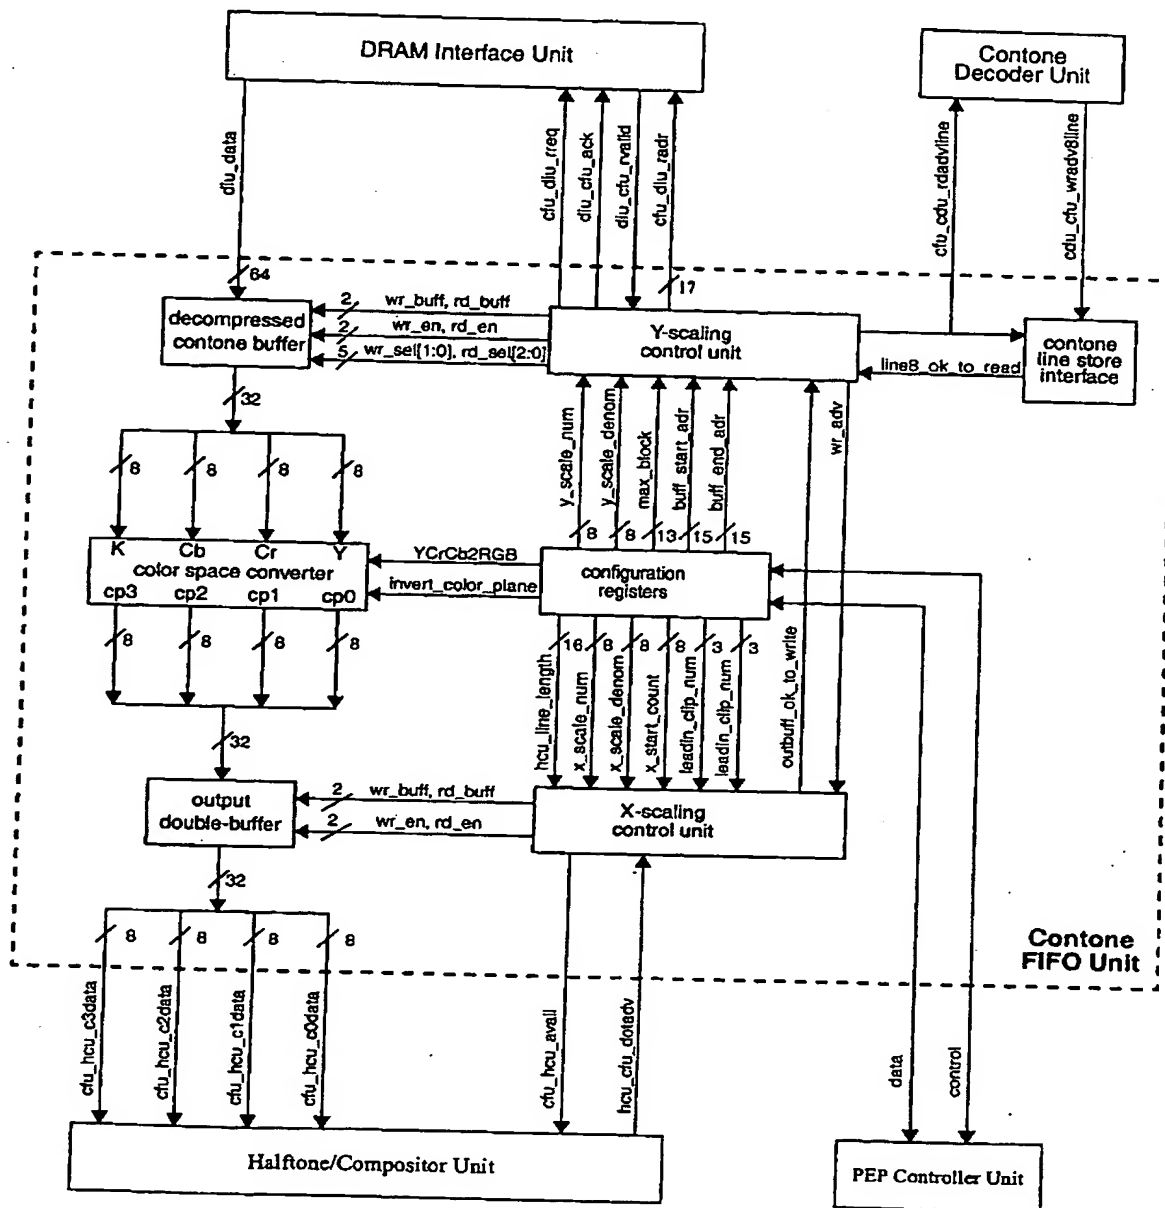 DRAM Interface Unit
Contone
Decoder Unit
diu_data
cfu_diu_rreq
diu_cfu_ack
diu_cfu_rvalid
cfu_diu_radr
cfu_cdu_rdadvline
cdu_cfu_wradv8line
64
17
decompressed
contone buffer
2 wr_buff, rd_buff
2 wr_en, rd_en
5 wr_sel[1:0], rd_sel[2:0]
Y-scaling
control unit
line8_ok_to_read
contone
line store
interface
32
8 8 8 8
y_scale_num
y_scale_denom
max_block
buff_start_adr
buff_end_adr
wr_adv
8 8 13 15 15
K Cb Cr Y
color space converter
cp3 cp2 cp1 cp0
YCrCb2RGB
invert_color_plane
configuration
registers
8 8 8 8
16 8 8 8 3 3
hcu_line_length
x_scale_num
x_scale_denom
x_start_count
leadin_clip_num
leadin_clip_num
outbuff_ok_to_write
32
output
double-buffer
2 wr_buff, rd_buff
2 wr_en, rd_en
X-scaling
control unit
32
8 8 8 8
Contone
FIFO Unit
cfu_hcu_c3data
cfu_hcu_c2data
cfu_hcu_c1data
cfu_hcu_c0data
cfu_hcu_avail
hcu_cfu_dotadv
data
control
Halftone/Compositor Unit
PEP Controller Unit